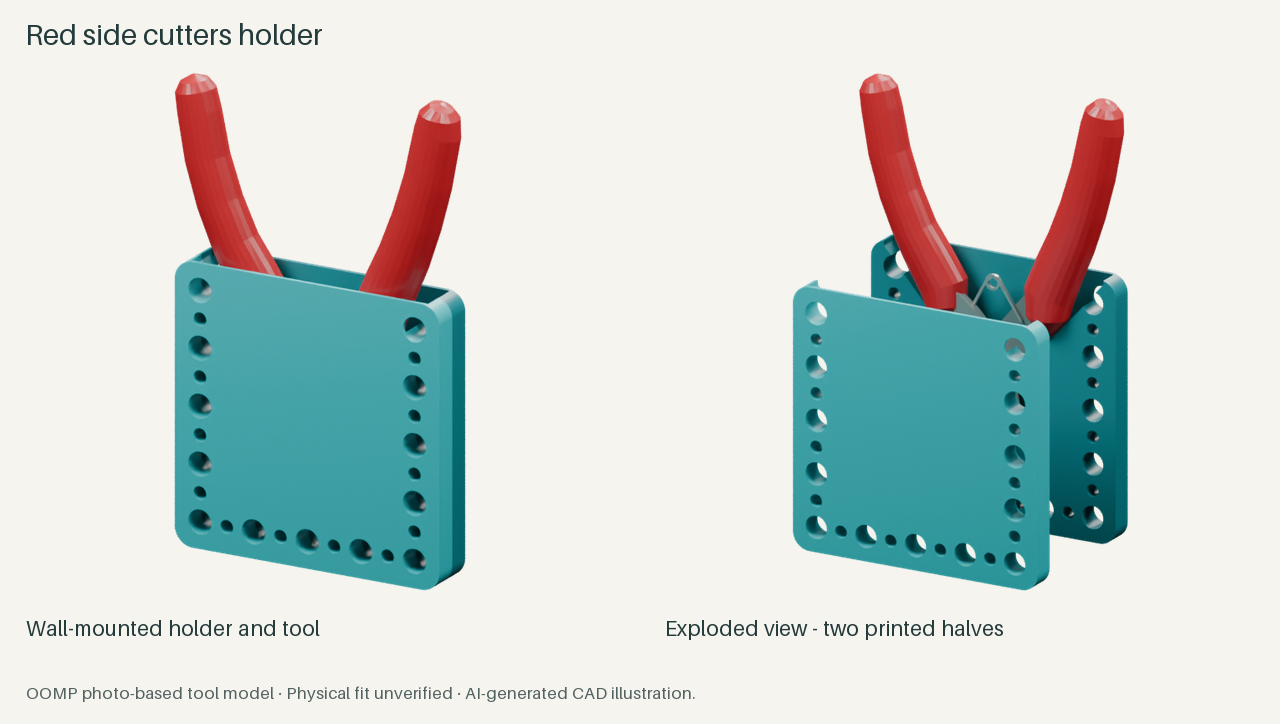 Red side cutters holder
Wall-mounted holder and tool
Exploded view - two printed halves
OOMP photo-based tool model · Physical fit unverified · AI-generated CAD illustration.